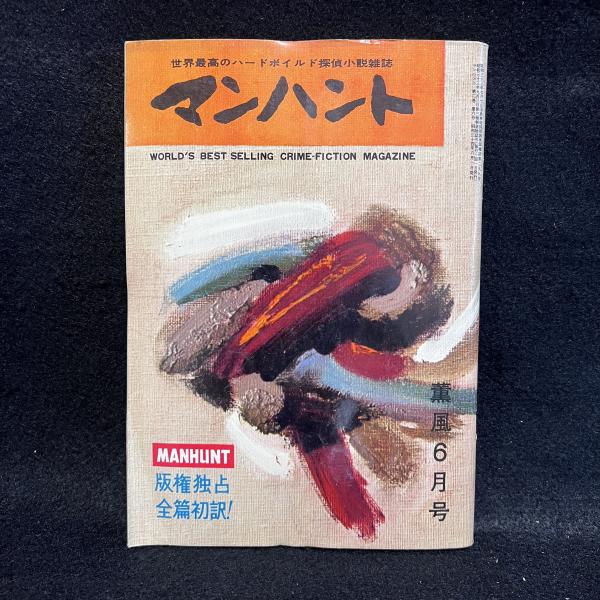 世界最高のハードボイルド探偵小説雑誌
マンハント
WORLD'S BEST SELLING CRIME-FICTION MAGAZINE
薫風6月号
MANHUNT
版権独占
全篇初訳!